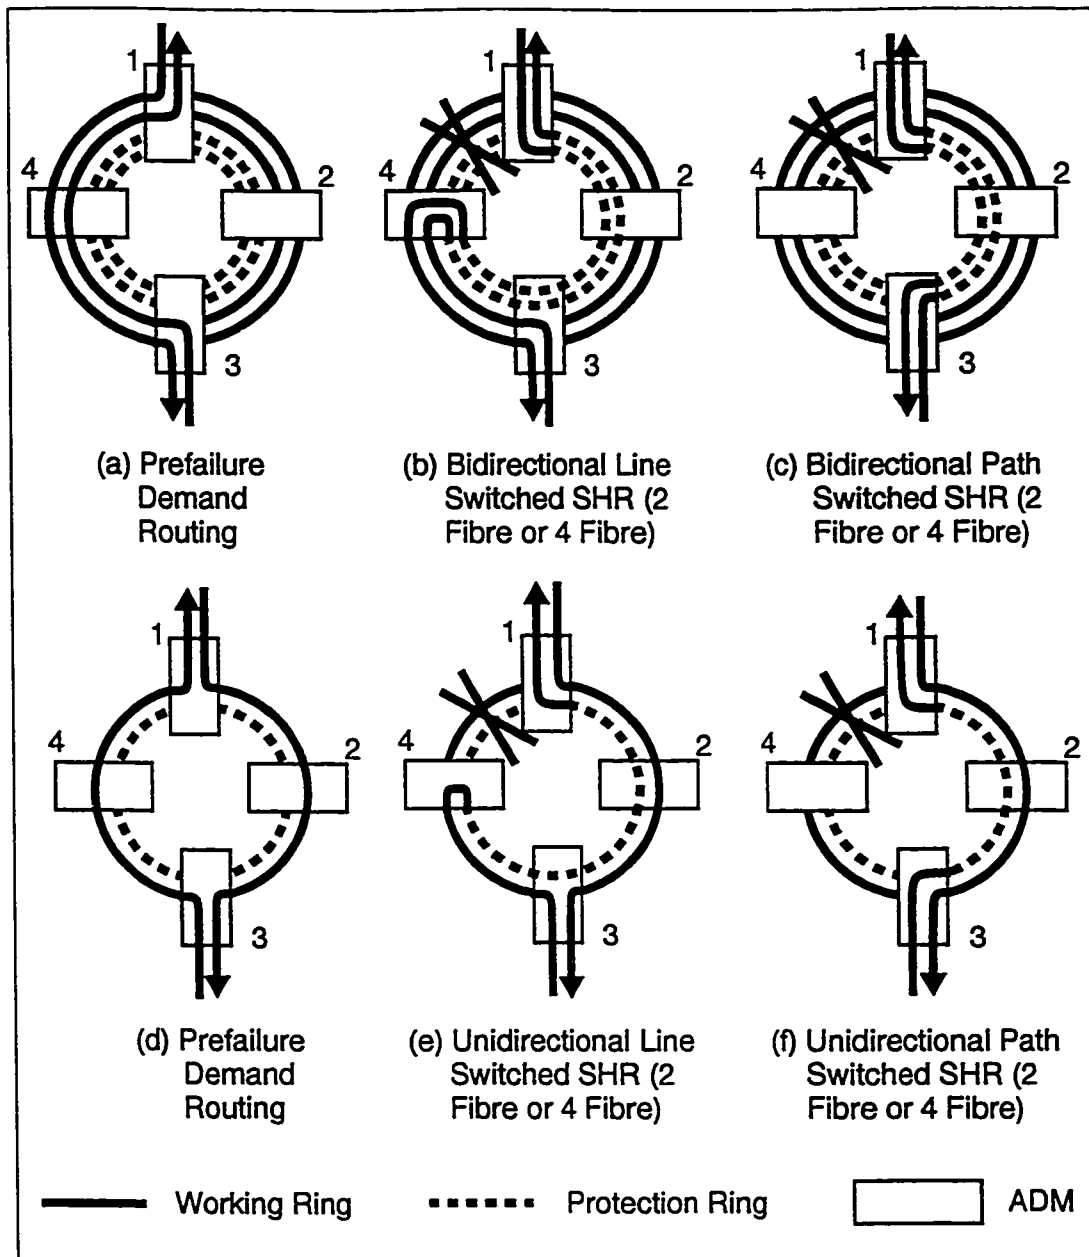 1
4
2
3
1
4
2
3
1
4
2
3
(a) Prefailure
Demand
Routing
(b) Bidirectional Line
Switched SHR (2
Fibre or 4 Fibre)
(c) Bidirectional Path
Switched SHR (2
Fibre or 4 Fibre)
1
4
2
3
1
4
2
3
1
4
2
3
(d) Prefailure
Demand
Routing
(e) Unidirectional Line
Switched SHR (2
Fibre or 4 Fibre)
(f) Unidirectional Path
Switched SHR (2
Fibre or 4 Fibre)
Working Ring
Protection Ring
ADM